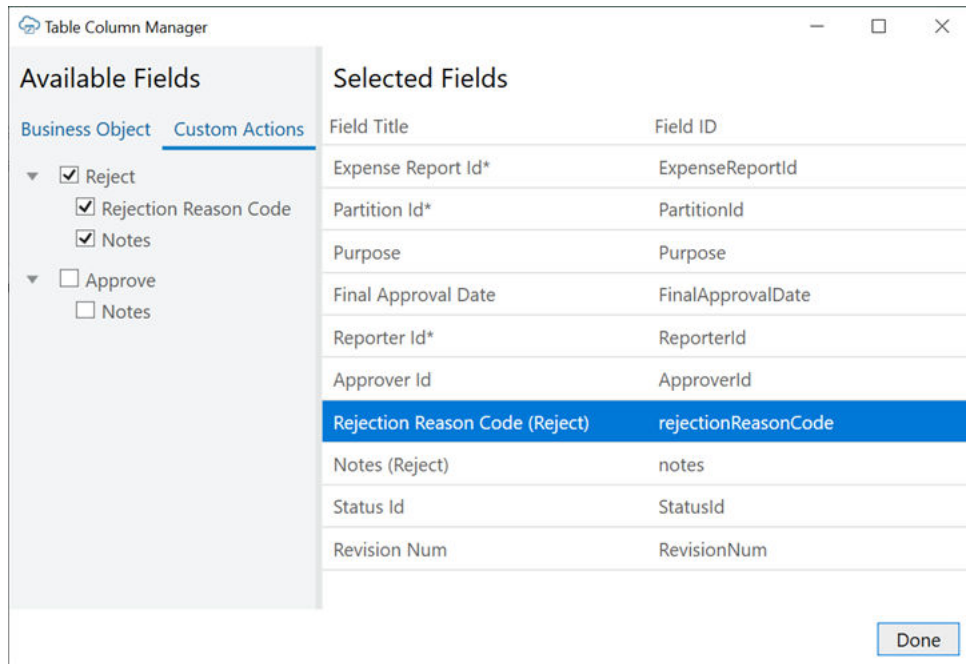 Table Column Manager
Available Fields
Business Object Custom Actions
Reject
Rejection Reason Code
Notes
Approve
Notes
Selected Fields
Field Title Field ID
Expense Report Id* ExpenseReportId
Partition Id* PartitionId
Purpose Purpose
Final Approval Date FinalApprovalDate
Reporter Id* ReporterId
Approver Id ApproverId
Rejection Reason Code (Reject) rejectionReasonCode
Notes (Reject) notes
Status Id StatusId
Revision Num RevisionNum
Done